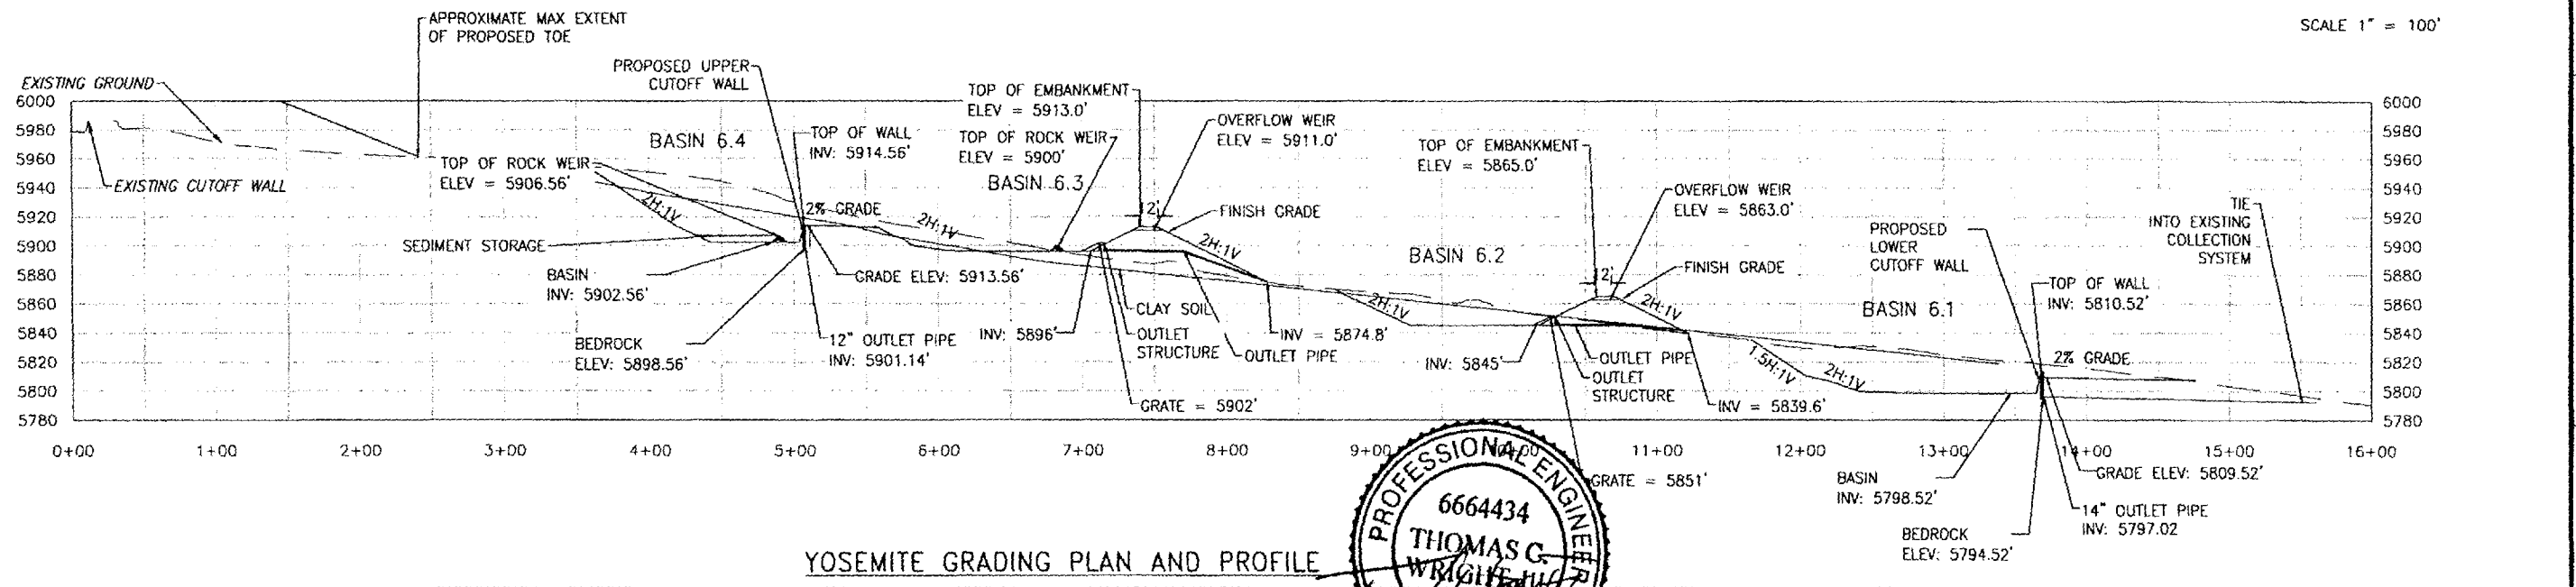 SCALE 1" = 100'
APPROXIMATE MAX EXTENT
OF PROPOSED TOE
EXISTING GROUND
PROPOSED UPPER
CUTOFF WALL
TOP OF EMBANKMENT
ELEV = 5913.0'
OVERFLOW WEIR
ELEV = 5911.0'
TOP OF ROCK WEIR
ELEV = 5900'
BASIN 6.3
BASIN 6.4
TOP OF WALL
INV: 5914.56'
TOP OF ROCK WEIR
ELEV = 5906.56'
EXISTING CUTOFF WALL
2H:1V
2% GRADE
2H:1V
12'
FINISH GRADE
2H:1V
SEDIMENT STORAGE
BASIN
INV: 5902.56'
GRADE ELEV: 5913.56'
BEDROCK
ELEV: 5898.56'
12" OUTLET PIPE
INV: 5901.14'
INV: 5896'
CLAY SOIL
OUTLET
STRUCTURE
OUTLET PIPE
INV = 5874.8'
GRATE = 5902'
TOP OF EMBANKMENT
ELEV = 5865.0'
OVERFLOW WEIR
ELEV = 5863.0'
BASIN 6.2
12'
FINISH GRADE
2H:1V
2H:1V
INV: 5845'
OUTLET PIPE
OUTLET
STRUCTURE
INV = 5839.6'
GRATE = 5851'
BASIN 6.1
1.5H:1V
2H:1V
PROPOSED
LOWER
CUTOFF WALL
TOP OF WALL
INV: 5810.52'
TIE
INTO EXISTING
COLLECTION
SYSTEM
2% GRADE
GRADE ELEV: 5809.52'
BASIN
INV: 5798.52'
14" OUTLET PIPE
INV: 5797.02
BEDROCK
ELEV: 5794.52'
6000
5980
5960
5940
5920
5900
5880
5860
5840
5820
5800
5780
6000
5980
5960
5940
5920
5900
5880
5860
5840
5820
5800
5780
0+00 1+00 2+00 3+00 4+00 5+00 6+00 7+00 8+00 9+00 10+00 11+00 12+00 13+00 14+00 15+00 16+00
YOSEMITE GRADING PLAN AND PROFILE
PROFESSIONAL ENGINEER
6664434
THOMAS G.